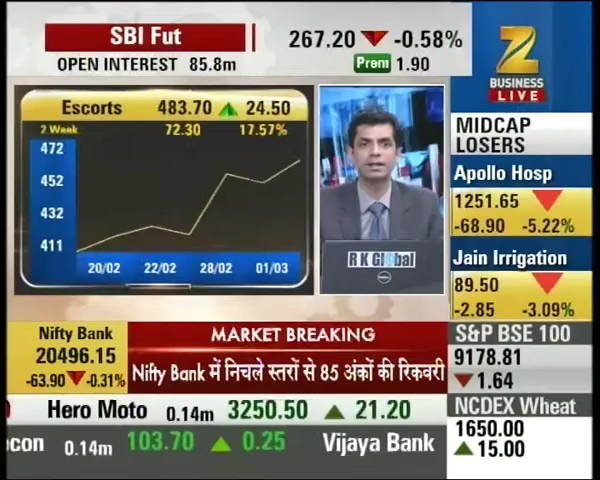 SBI Fut
OPEN INTEREST 85.8m
267.20 -0.58%
Prem 1.90
Z
BUSINESS
LIVE
Escorts 483.70 24.50
2 Week 72.30 17.57%
472
452
432
411
20/02 22/02 28/02 01/03
R K Global
DELL
MIDCAP
LOSERS
Apollo Hosp
1251.65
-68.90 -5.22%
Jain Irrigation
89.50
-2.85 -3.09%
Nifty Bank
20496.15
-63.90 -0.31%
MARKET BREAKING
Nifty Bank में निचले स्तरों से 85 अंकों की रिकवरी
S&P BSE 100
9178.81
1.64
Hero Moto 0.14m 3250.50 21.20
NCDEX Wheat
1650.00
15.00
econ 0.14m 103.70 0.25 Vijaya Bank